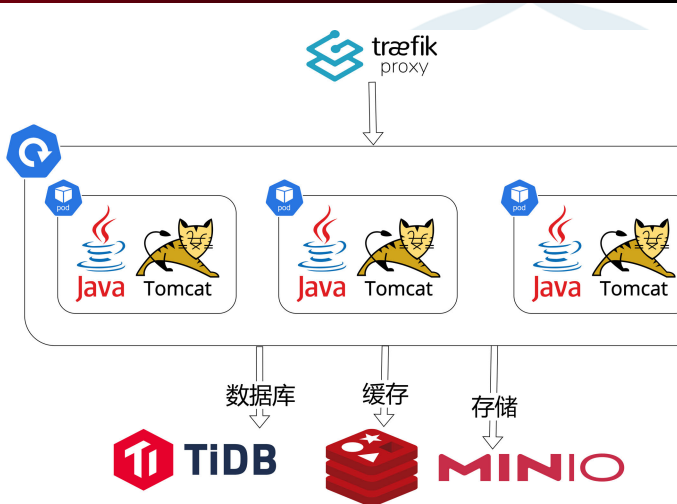 træfik
proxy
pod
pod
pod
Java Tomcat
Java Tomcat
Java Tomcat
数据库
缓存
存储
TiDB
MINIO